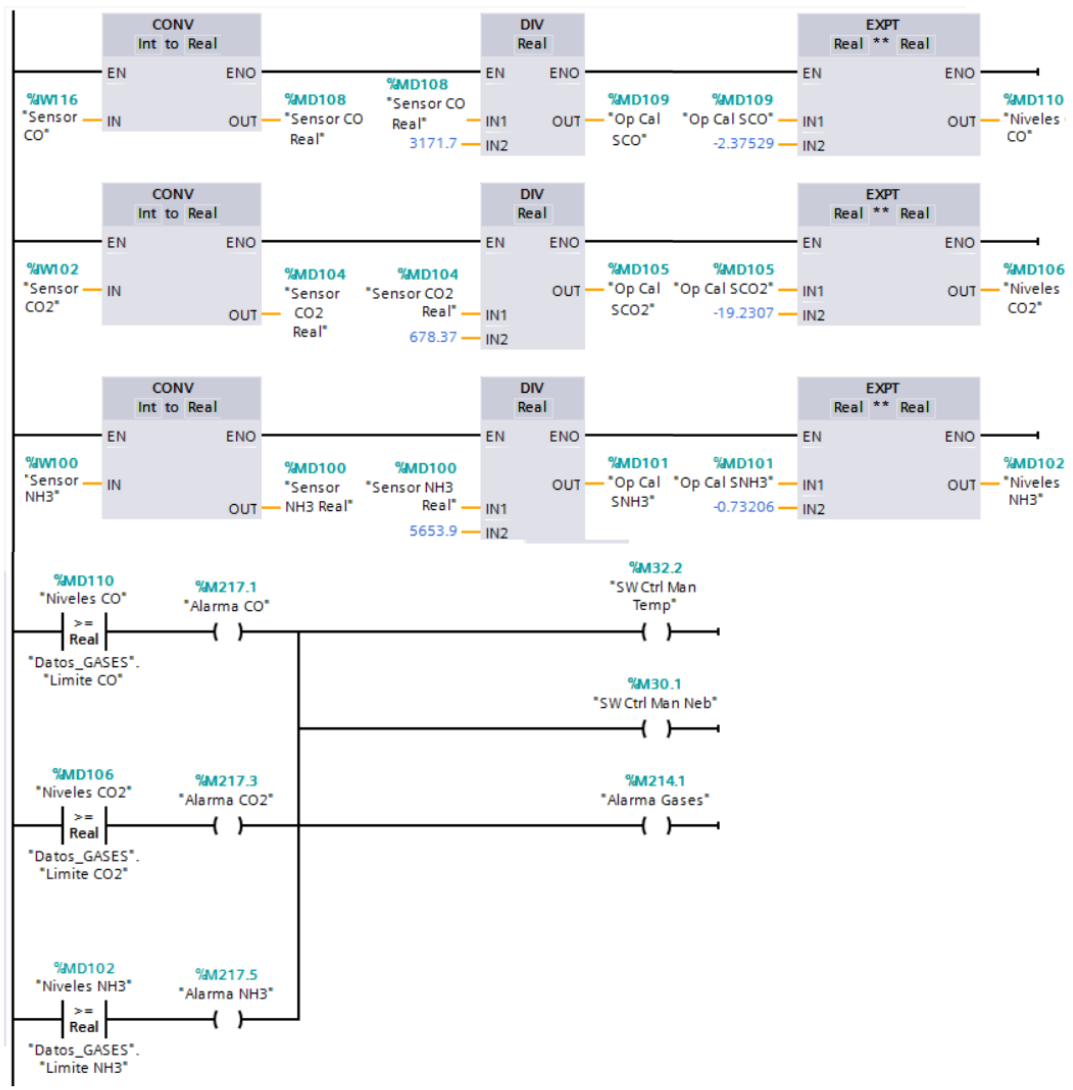 CONV
Int to Real
DIV
Real
EXPT
Real ** Real
EN ENO
EN ENO
EN ENO
%IW116
"Sensor
CO"
IN
OUT
%MD108
"Sensor CO
Real"
%MD108
"Sensor CO
Real"
3171.7
IN1
IN2
OUT
%MD109
"Op Cal
SCO"
%MD109
"Op Cal SCO"
-2.37529
IN1
IN2
OUT
%MD110
"Niveles
CO"
CONV
Int to Real
DIV
Real
EXPT
Real ** Real
EN ENO
EN ENO
EN ENO
%IW102
"Sensor
CO2"
IN
OUT
%MD104
"Sensor
CO2
Real"
%MD104
"Sensor CO2
Real"
678.37
IN1
IN2
OUT
%MD105
"Op Cal
SCO2"
%MD105
"Op Cal SCO2"
-19.2307
IN1
IN2
OUT
%MD106
"Niveles
CO2"
CONV
Int to Real
DIV
Real
EXPT
Real ** Real
EN ENO
EN ENO
EN ENO
%IW100
"Sensor
NH3"
IN
OUT
%MD100
"Sensor
NH3 Real"
%MD100
"Sensor NH3
Real"
5653.9
IN1
IN2
OUT
%MD101
"Op Cal
SNH3"
%MD101
"Op Cal SNH3"
-0.73206
IN1
IN2
OUT
%MD102
"Niveles
NH3"
%MD110
"Niveles CO"
>=
Real
"Datos_GASES".
"Limite CO"
%M217.1
"Alarma CO"
%M32.2
"SW Ctrl Man
Temp"
%M30.1
"SW Ctrl Man Neb"
%MD106
"Niveles CO2"
>=
Real
"Datos_GASES".
"Limite CO2"
%M217.3
"Alarma CO2"
%M214.1
"Alarma Gases"
%MD102
"Niveles NH3"
>=
Real
"Datos_GASES".
"Limite NH3"
%M217.5
"Alarma NH3"